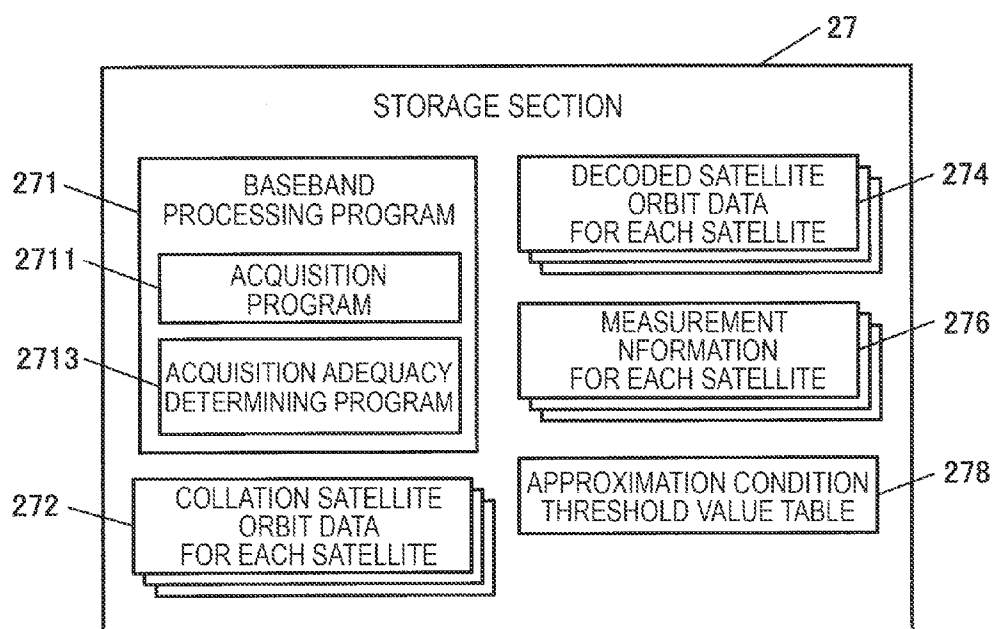 27
STORAGE SECTION
271
BASEBAND
PROCESSING PROGRAM
2711
ACQUISITION
PROGRAM
2713
ACQUISITION ADEQUACY
DETERMINING PROGRAM
272
COLLATION SATELLITE
ORBIT DATA
FOR EACH SATELLITE
DECODED SATELLITE
ORBIT DATA
FOR EACH SATELLITE
274
MEASUREMENT
NFORMATION
FOR EACH SATELLITE
276
APPROXIMATION CONDITION
THRESHOLD VALUE TABLE
278